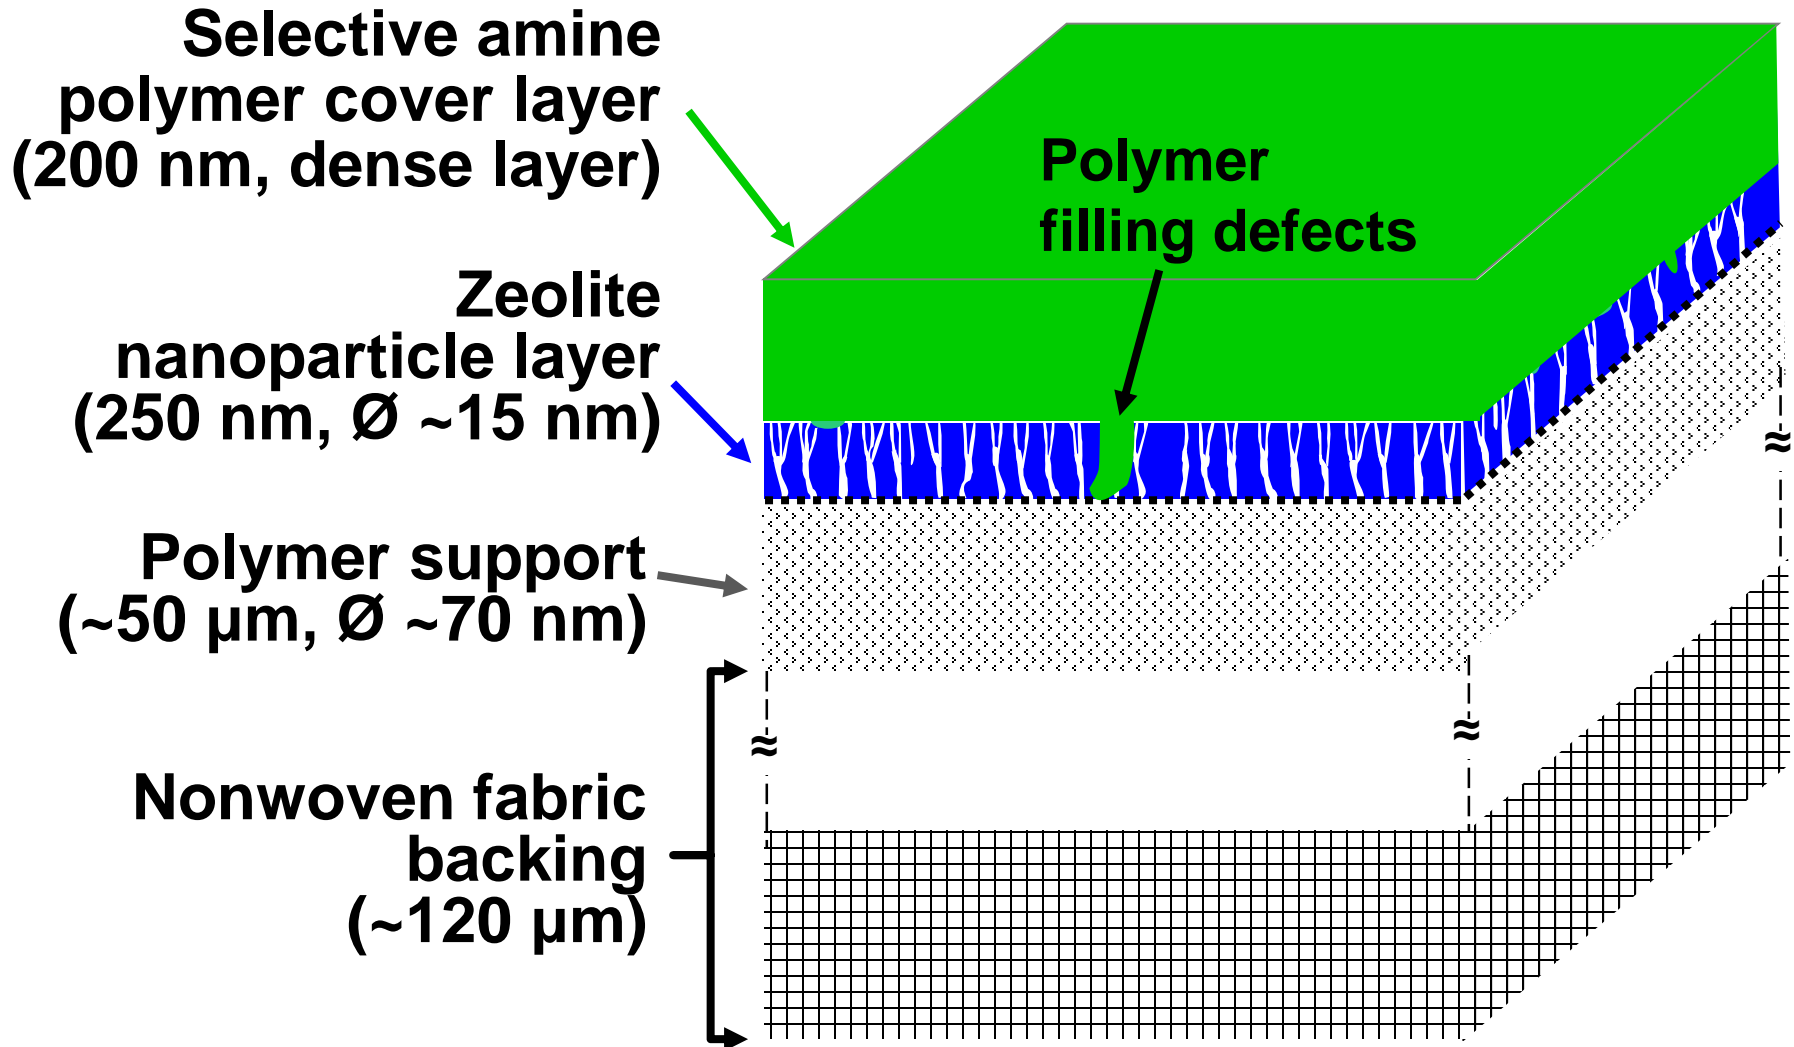 Selective amine
polymer cover layer
(200 nm, dense layer)
Polymer
filling defects
Zeolite
nanoparticle layer
(250 nm, Ø ~15 nm)
Polymer support
(~50 µm, Ø ~70 nm)
≈
≈
≈
Nonwoven fabric
backing
(~120 µm)